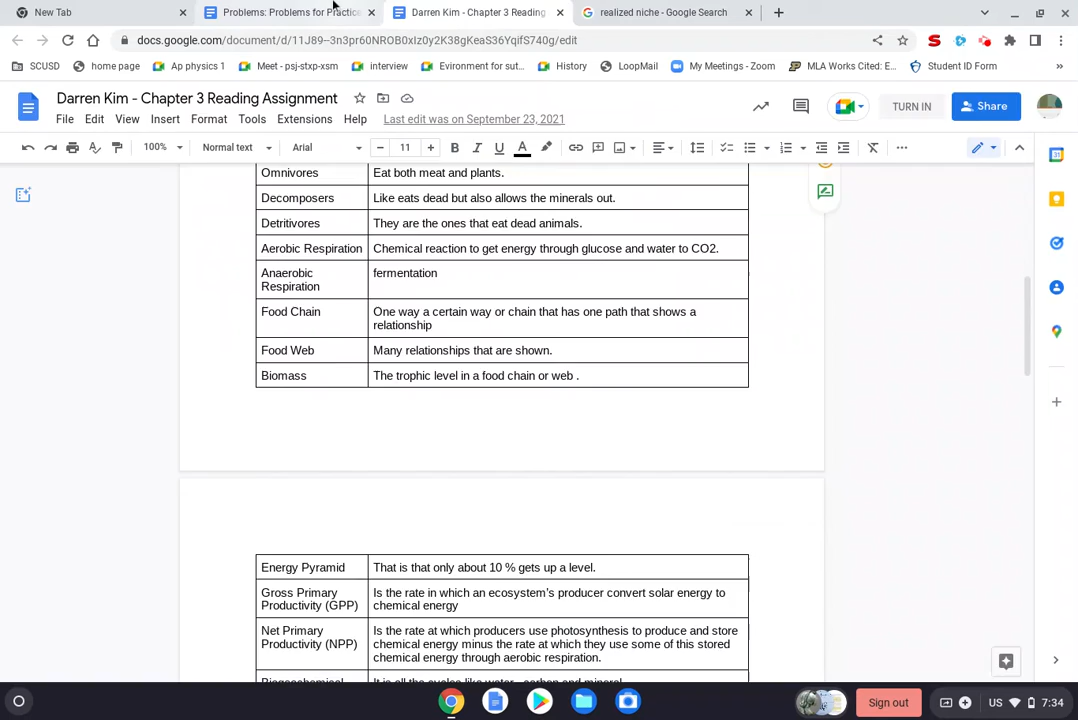 New Tab
Problems: Problems for Practice
Darren Kim - Chapter 3 Reading
realized niche - Google Search
docs.google.com/document/d/11J89--3n3pr60NROB0xIz0y2K38gKeaS36YqifS740g/edit
SCUSD
home page
Ap physics 1
Meet - psj-stxp-xsm
interview
Evironment for sut...
History
LoopMail
My Meetings - Zoom
MLA Works Cited: E...
Student ID Form
Darren Kim - Chapter 3 Reading Assignment
TURN IN
Share
File Edit View Insert Format Tools Extensions Help Last edit was on September 23, 2021
100% Normal text Arial 11
Omnivores Eat both meat and plants.
Decomposers Like eats dead but also allows the minerals out.
Detritivores They are the ones that eat dead animals.
Aerobic Respiration Chemical reaction to get energy through glucose and water to CO2.
Anaerobic fermentation
Respiration
Food Chain One way a certain way or chain that has one path that shows a
relationship
Food Web Many relationships that are shown.
Biomass The trophic level in a food chain or web .
Energy Pyramid That is that only about 10 % gets up a level.
Gross Primary Is the rate in which an ecosystem's producer convert solar energy to
Productivity (GPP) chemical energy
Net Primary Is the rate at which producers use photosynthesis to produce and store
Productivity (NPP) chemical energy minus the rate at which they use some of this stored
chemical energy through aerobic respiration.
Biogeochemical It is all the cycles like water, carbon and mineral
Sign out
US 7:34